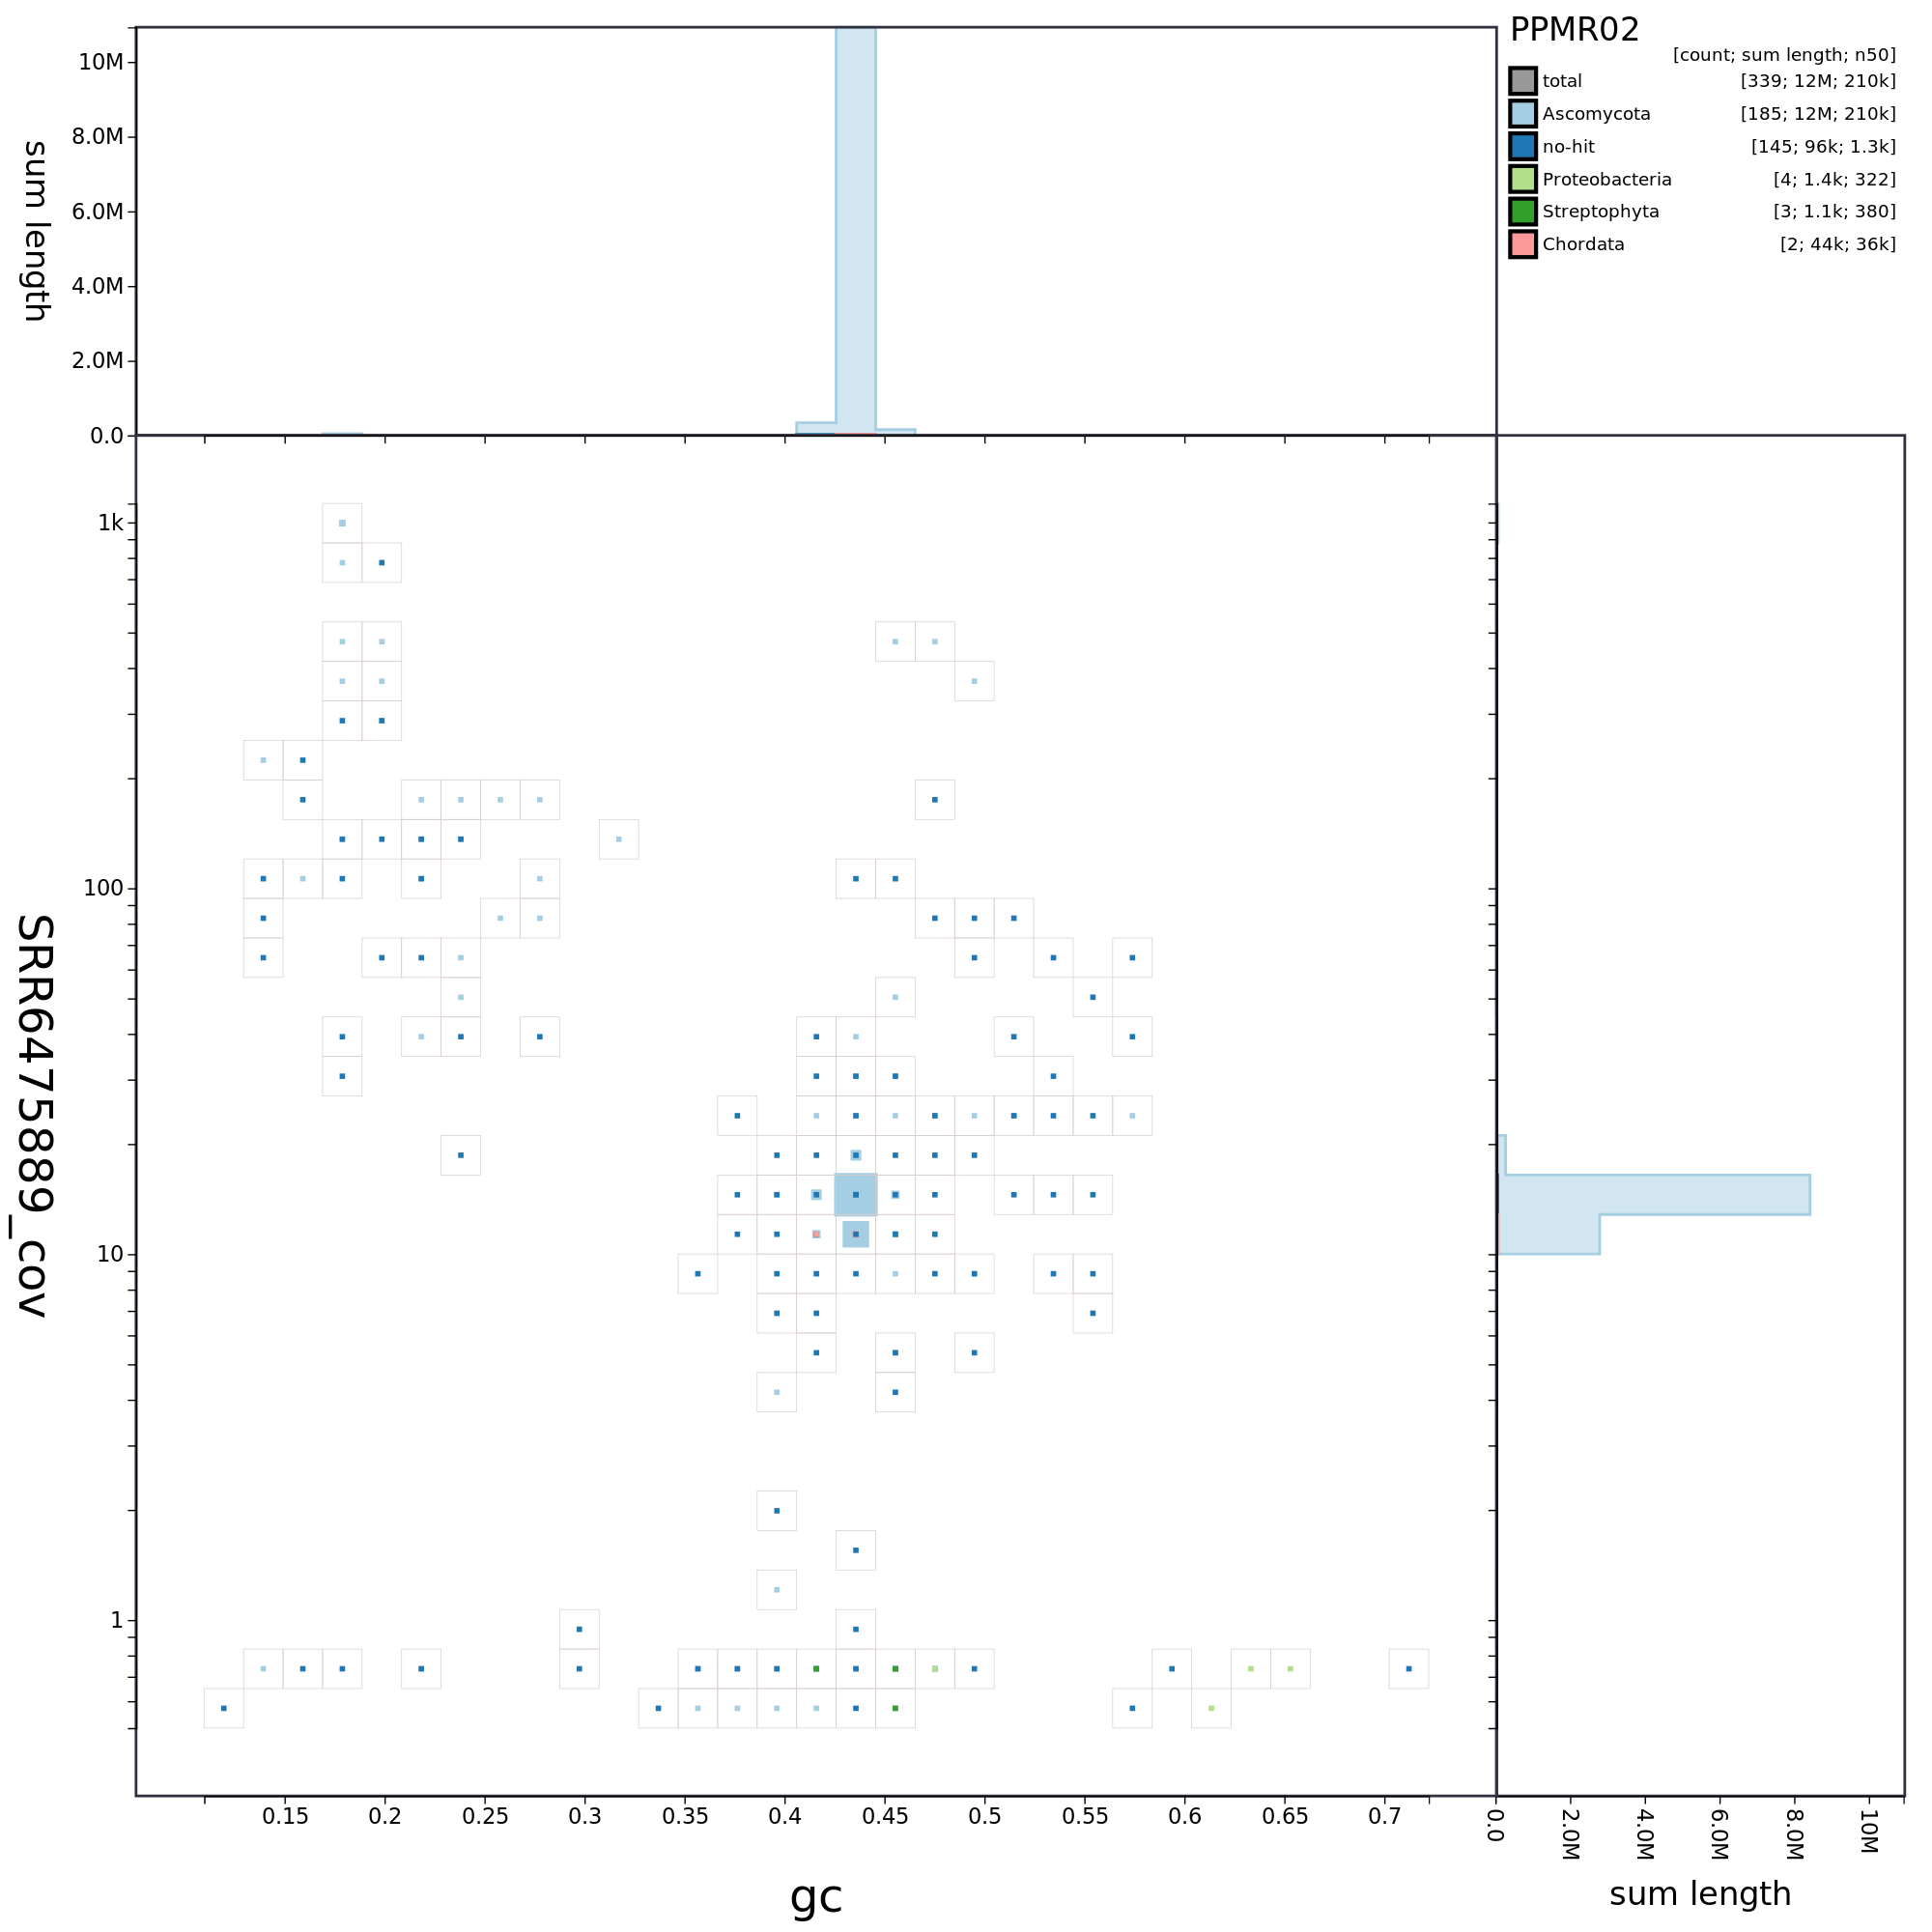 PPMR02
[count; sum length; n50]
total [339; 12M; 210k]
Ascomycota [185; 12M; 210k]
no-hit [145; 96k; 1.3k]
Proteobacteria [4; 1.4k; 322]
Streptophyta [3; 1.1k; 380]
Chordata [2; 44k; 36k]
sum length
10M
8.0M
6.0M
4.0M
2.0M
0.0
SRR6475889_cov
1k
100
10
1
0.15 0.2 0.25 0.3 0.35 0.4 0.45 0.5 0.55 0.6 0.65 0.7
gc
0.0 2.0M 4.0M 6.0M 8.0M 10M
sum length